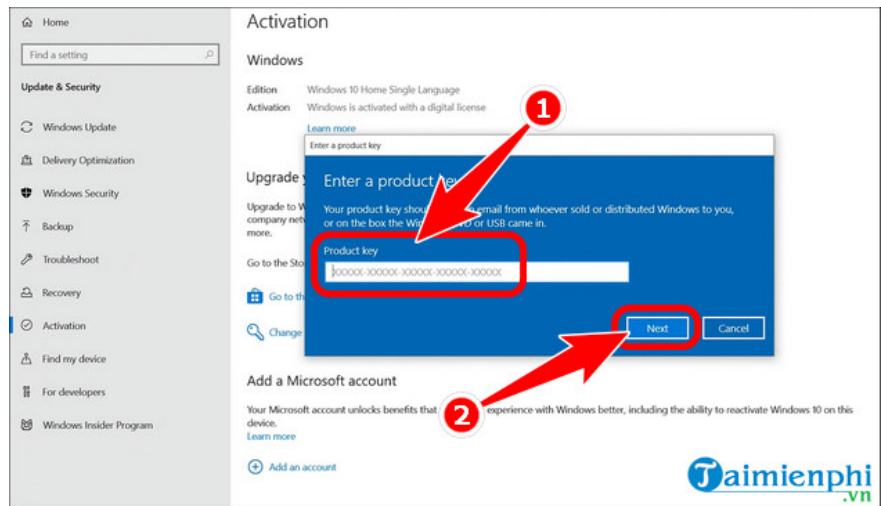 Home
Activation
Find a setting
Windows
Update & Security
Edition Windows 10 Home Single Language
Activation Windows is activated with a digital license
Learn more
Windows Update
Delivery Optimization
Windows Security
Backup
Troubleshoot
Recovery
Activation
Find my device
For developers
Windows Insider Program
1
Enter a product key
Enter a product key
Your product key shou email from whoever sold or distributed Windows to you,
or on the box the Win VD or USB came in.
Product key
XXXXX-XXXXX-XXXXX-XXXXX-XXXXX
Next
Cancel
Upgrade
Upgrade to W
company net
more.
Go to the Sto
Go to th
Change
2
Add a Microsoft account
Your Microsoft account unlocks benefits that experience with Windows better, including the ability to reactivate Windows 10 on this
device.
Learn more
Add an account
Taimienphi
.vn